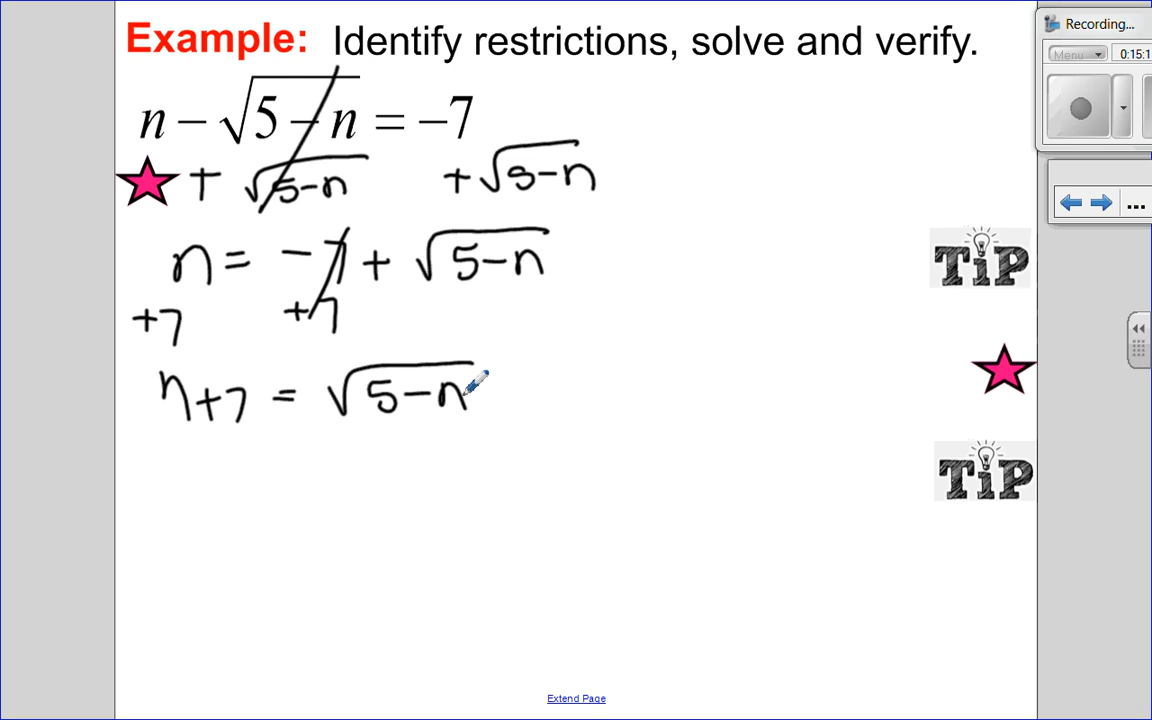 Example: Identify restrictions, solve and verify.
Recording...
Menu 0:15:1
n − √5 − n = −7
+ √5−n + √5−n
n = −7 + √5−n
+7 +7
n+7 = √5−n
...
TiP
TiP
Extend Page